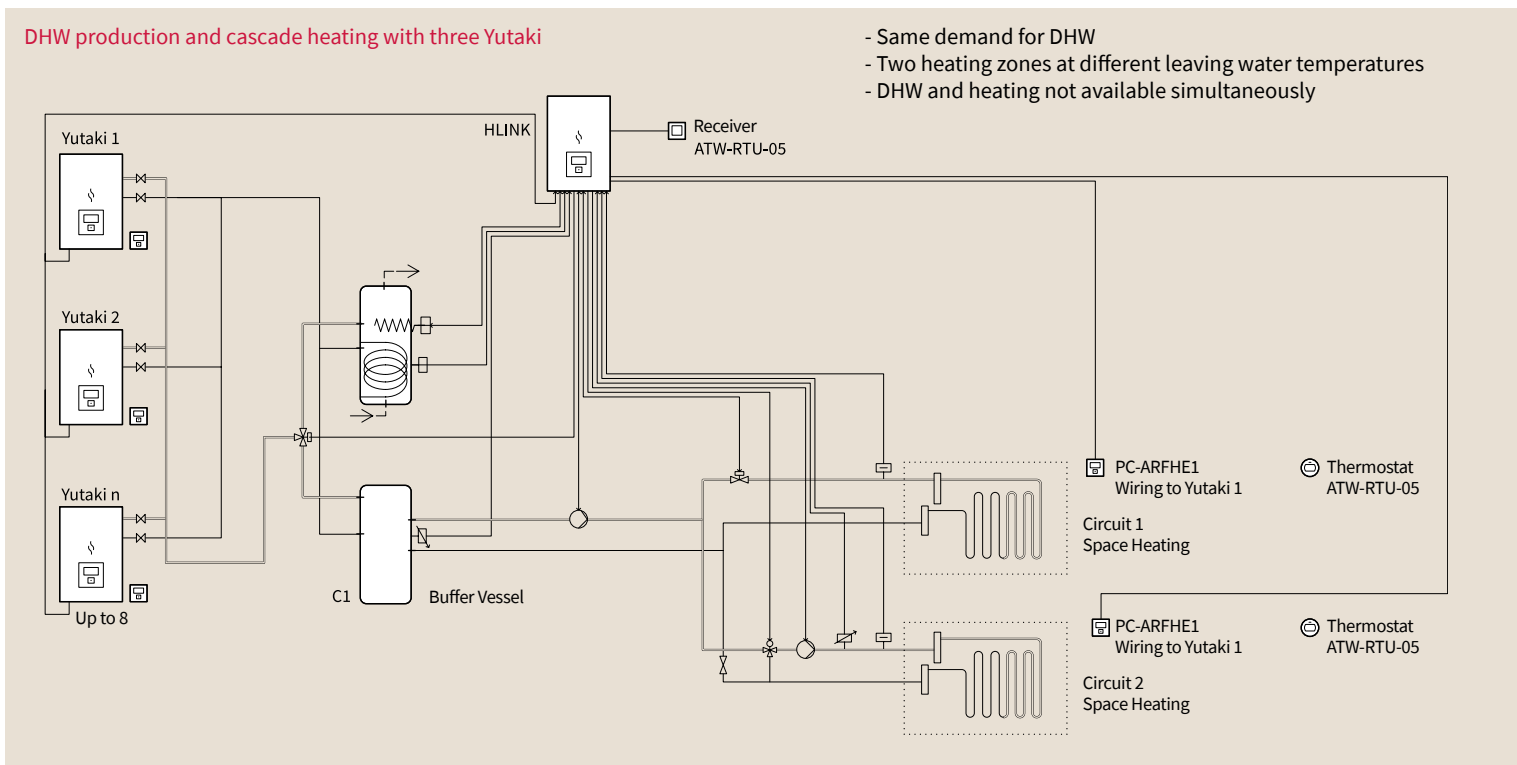 DHW production and cascade heating with three Yutaki
- Same demand for DHW
- Two heating zones at different leaving water temperatures
- DHW and heating not available simultaneously
HLINK
Receiver
ATW-RTU-05
Yutaki 1
Yutaki 2
Yutaki n
Up to 8
C1
Buffer Vessel
PC-ARFHE1
Wiring to Yutaki 1
Thermostat
ATW-RTU-05
Circuit 1
Space Heating
PC-ARFHE1
Wiring to Yutaki 1
Thermostat
ATW-RTU-05
Circuit 2
Space Heating